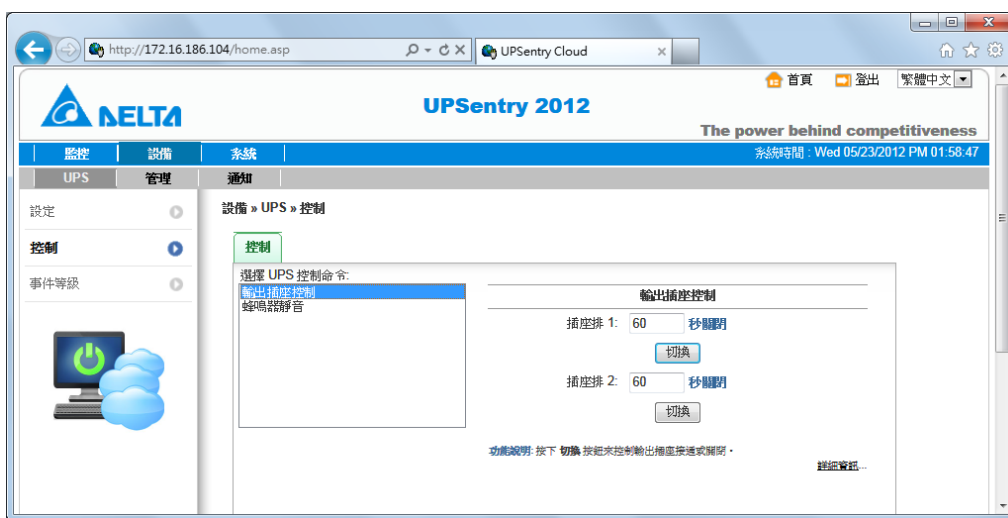 http://172.16.186.104/home.asp
UPSentry Cloud
首頁 登出 繁體中文
DELTA
UPSentry 2012
The power behind competitiveness
監控 設備 系統
系統時間 : Wed 05/23/2012 PM 01:58:47
UPS 管理 通知
設定
控制
事件等級
設備 » UPS » 控制
控制
選擇 UPS 控制命令:
輸出插座控制
蜂鳴器靜音
輸出插座控制
插座排 1: 60 秒關閉
切換
插座排 2: 60 秒關閉
切換
功能說明: 按下 切換 按鈕來控制輸出插座接通或關閉。
詳細資訊...